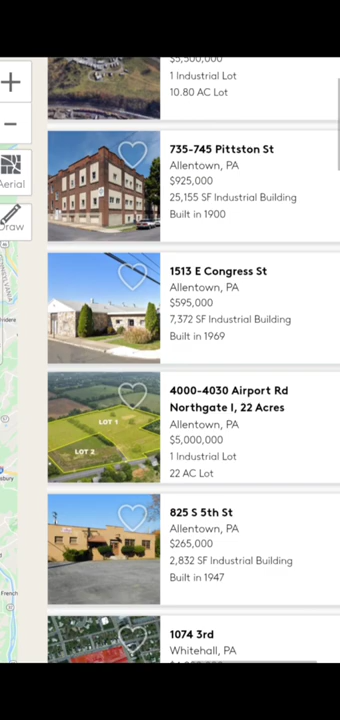 $5,500,000
1 Industrial Lot
10.80 AC Lot
+
−
Aerial
Draw
735-745 Pittston St
Allentown, PA
$925,000
25,155 SF Industrial Building
Built in 1900
1513 E Congress St
Allentown, PA
$595,000
7,372 SF Industrial Building
Built in 1969
4000-4030 Airport Rd
Northgate I, 22 Acres
Allentown, PA
$5,000,000
1 Industrial Lot
22 AC Lot
LOT 1
LOT 2
825 S 5th St
Allentown, PA
$265,000
2,832 SF Industrial Building
Built in 1947
French
1074 3rd
Whitehall, PA